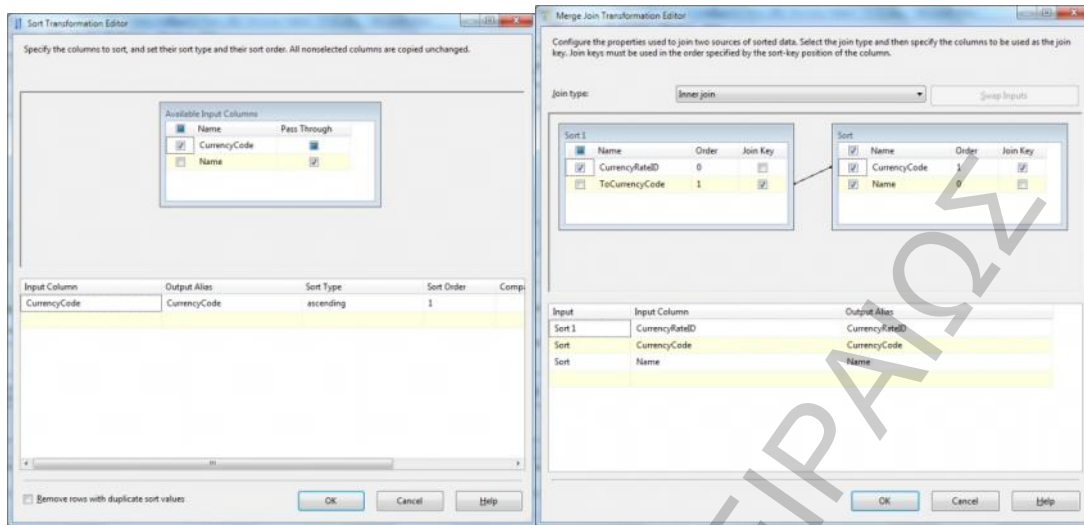 Sort Transformation Editor
Specify the columns to sort, and set their sort type and their sort order. All nonselected columns are copied unchanged.
Available Input Columns
Name Pass Through
CurrencyCode
Name
Input Column Output Alias Sort Type Sort Order Comp
CurrencyCode CurrencyCode ascending 1
Remove rows with duplicate sort values
OK Cancel Help
Merge Join Transformation Editor
Configure the properties used to join two sources of sorted data. Select the join type and then specify the columns to be used as the join
key. Join keys must be used in the order specified by the sort-key position of the column.
Join type: Inner join Swap Inputs
Sort 1
Name Order Join Key
CurrencyRateID 0
ToCurrencyCode 1
Sort
Name Order Join Key
CurrencyCode 1
Name 0
Input Input Column Output Alias
Sort 1 CurrencyRateID CurrencyRateID
Sort CurrencyCode CurrencyCode
Sort Name Name
OK Cancel Help
ΕΙΡΑΙΩΣ